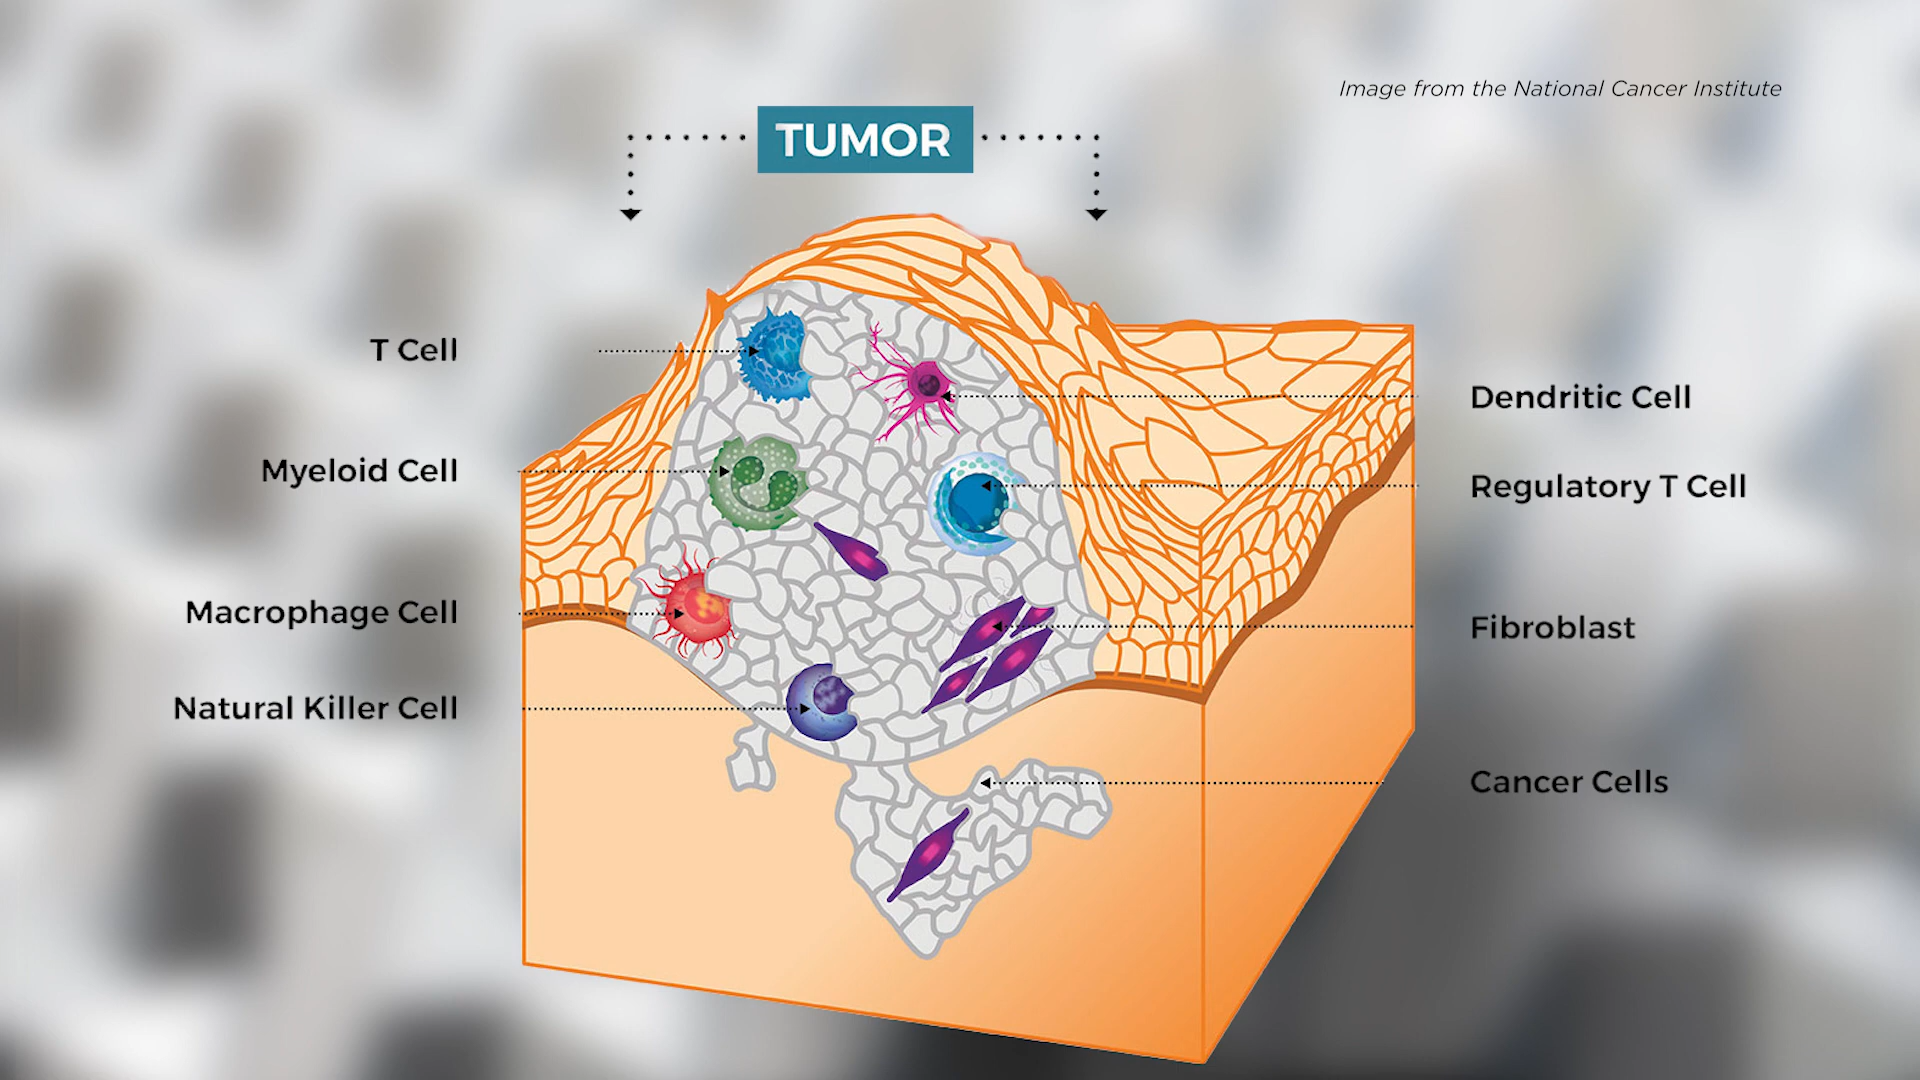 Image from the National Cancer Institute
TUMOR
T Cell
Myeloid Cell
Macrophage Cell
Natural Killer Cell
Dendritic Cell
Regulatory T Cell
Fibroblast
Cancer Cells